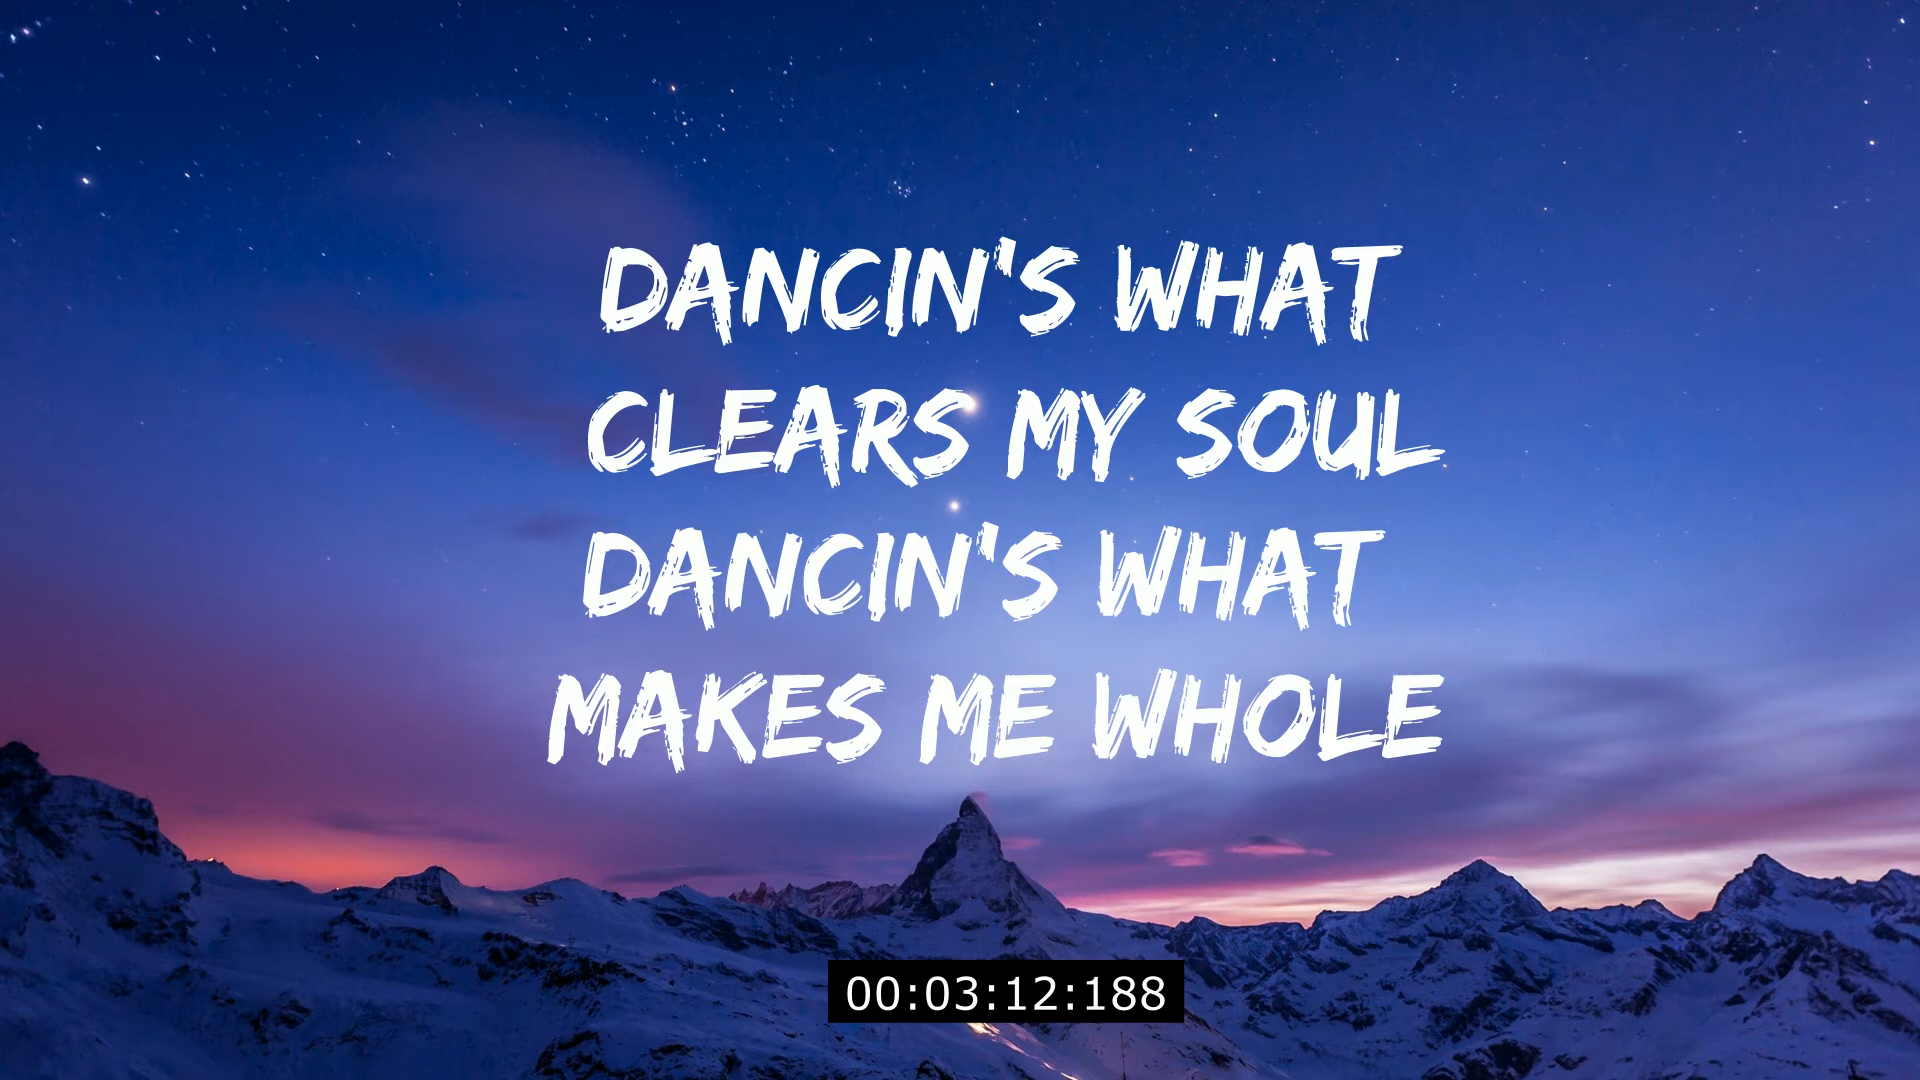 DANCIN'S WHAT
CLEARS MY SOUL
DANCIN'S WHAT
MAKES ME WHOLE
00:03:12:188